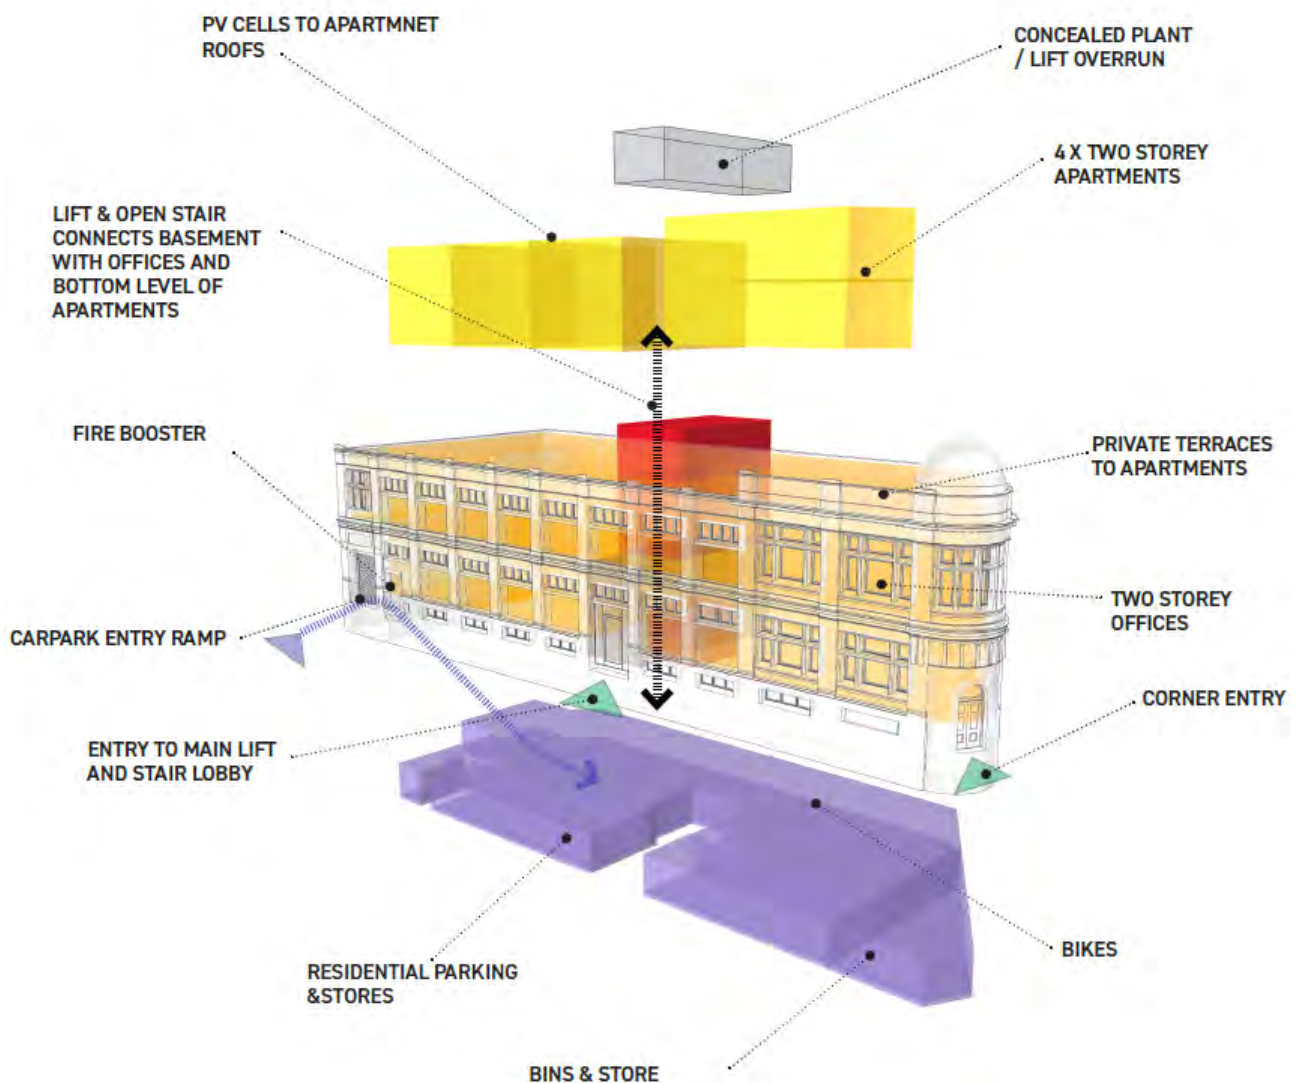 PV CELLS TO APARTMNET
ROOFS
CONCEALED PLANT
/ LIFT OVERRUN
4 X TWO STOREY
APARTMENTS
LIFT & OPEN STAIR
CONNECTS BASEMENT
WITH OFFICES AND
BOTTOM LEVEL OF
APARTMENTS
FIRE BOOSTER
PRIVATE TERRACES
TO APARTMENTS
TWO STOREY
OFFICES
CARPARK ENTRY RAMP
CORNER ENTRY
ENTRY TO MAIN LIFT
AND STAIR LOBBY
BIKES
RESIDENTIAL PARKING
&STORES
BINS & STORE